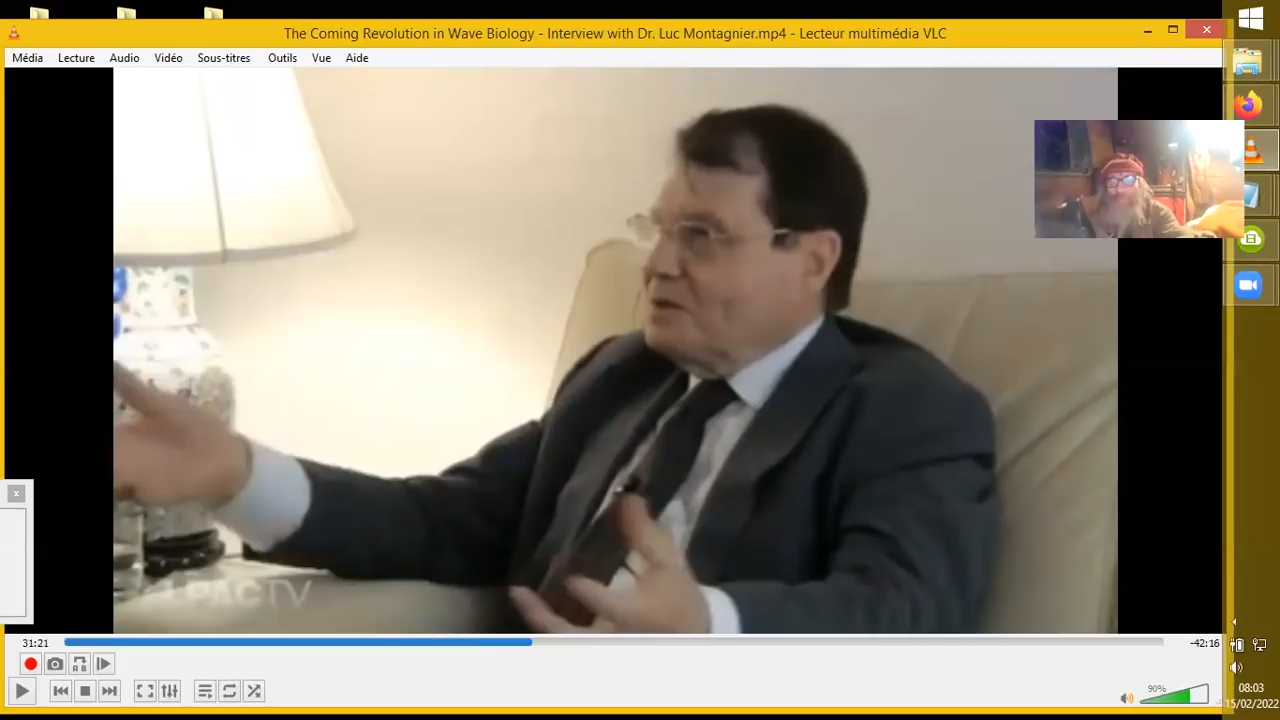 The Coming Revolution in Wave Biology - Interview with Dr. Luc Montagnier.mp4 - Lecteur multimédia VLC
Média Lecture Audio Vidéo Sous-titres Outils Vue Aide
LPACTV
31:21
-42:16
90%
08:03
15/02/2022